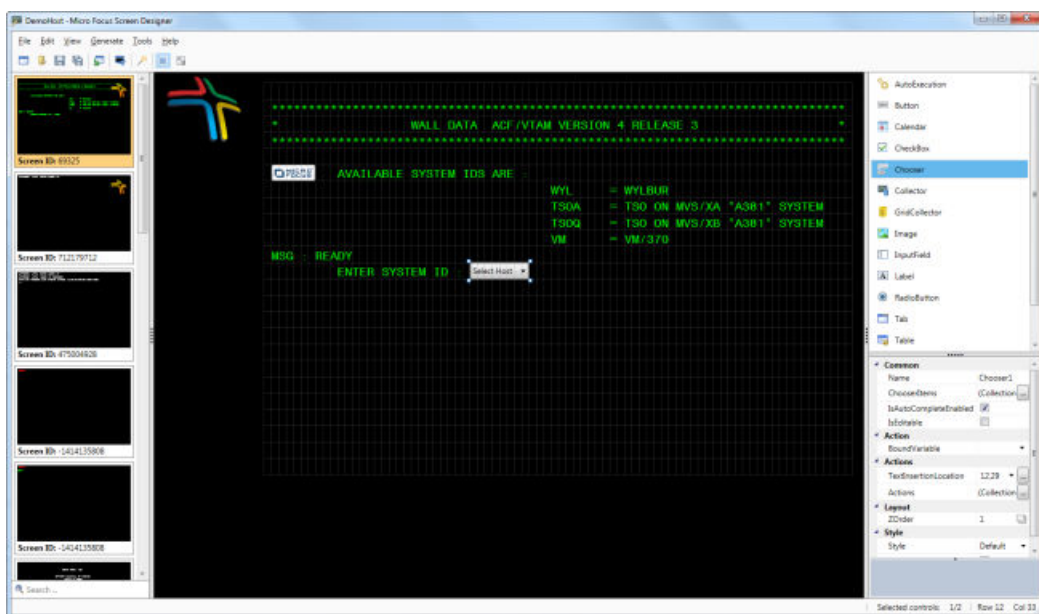 DemoHost - Micro Focus Screen Designer
File Edit View Generate Tools Help
Screen ID: 69325
Screen ID: 712179712
Screen ID: 475004928
Screen ID: -1414135808
Screen ID: -1414135808
Search...
****************************************************************************
* WALL DATA ACF/VTAM VERSION 4 RELEASE 3 *
****************************************************************************
: AVAILABLE SYSTEM IDS ARE :
WYL = WYLBUR
TSOA = TSO ON MVS/XA "A381" SYSTEM
TSOQ = TSO ON MVS/XB "A381" SYSTEM
VM = VM/370
MSG : READY
ENTER SYSTEM ID : Select Host
AutoExecution
Button
Calendar
CheckBox
Chooser
Collector
GridCollector
Image
InputField
Label
RadioButton
Tab
Table
Common
Name Chooser1
ChooserItems (Collection
IsAutoCompleteEnabled
IsEditable
Action
BoundVariable
Actions
TextInsertionLocation 12,29
Actions (Collection
Layout
ZOrder 1
Style
Style Default
Selected controls: 1/2 Row 12 Col 33